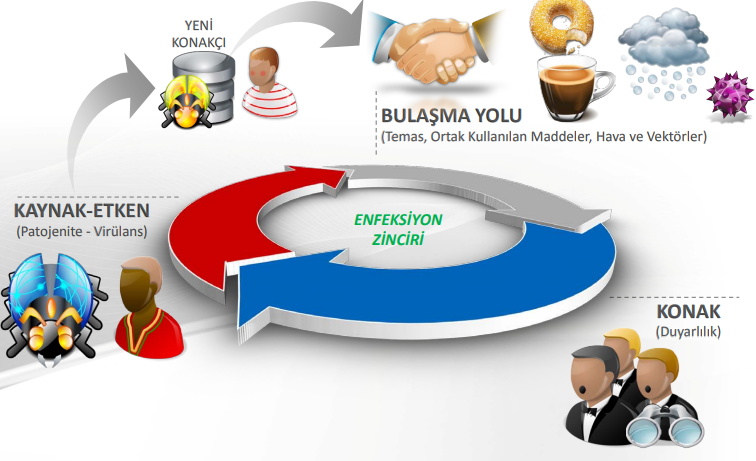 YENİ
KONAKÇI
BULAŞMA YOLU
(Temas, Ortak Kullanılan Maddeler, Hava ve Vektörler)
KAYNAK-ETKEN
(Patojenite - Virülans)
ENFEKSİYON
ZİNCİRİ
KONAK
(Duyarlılık)